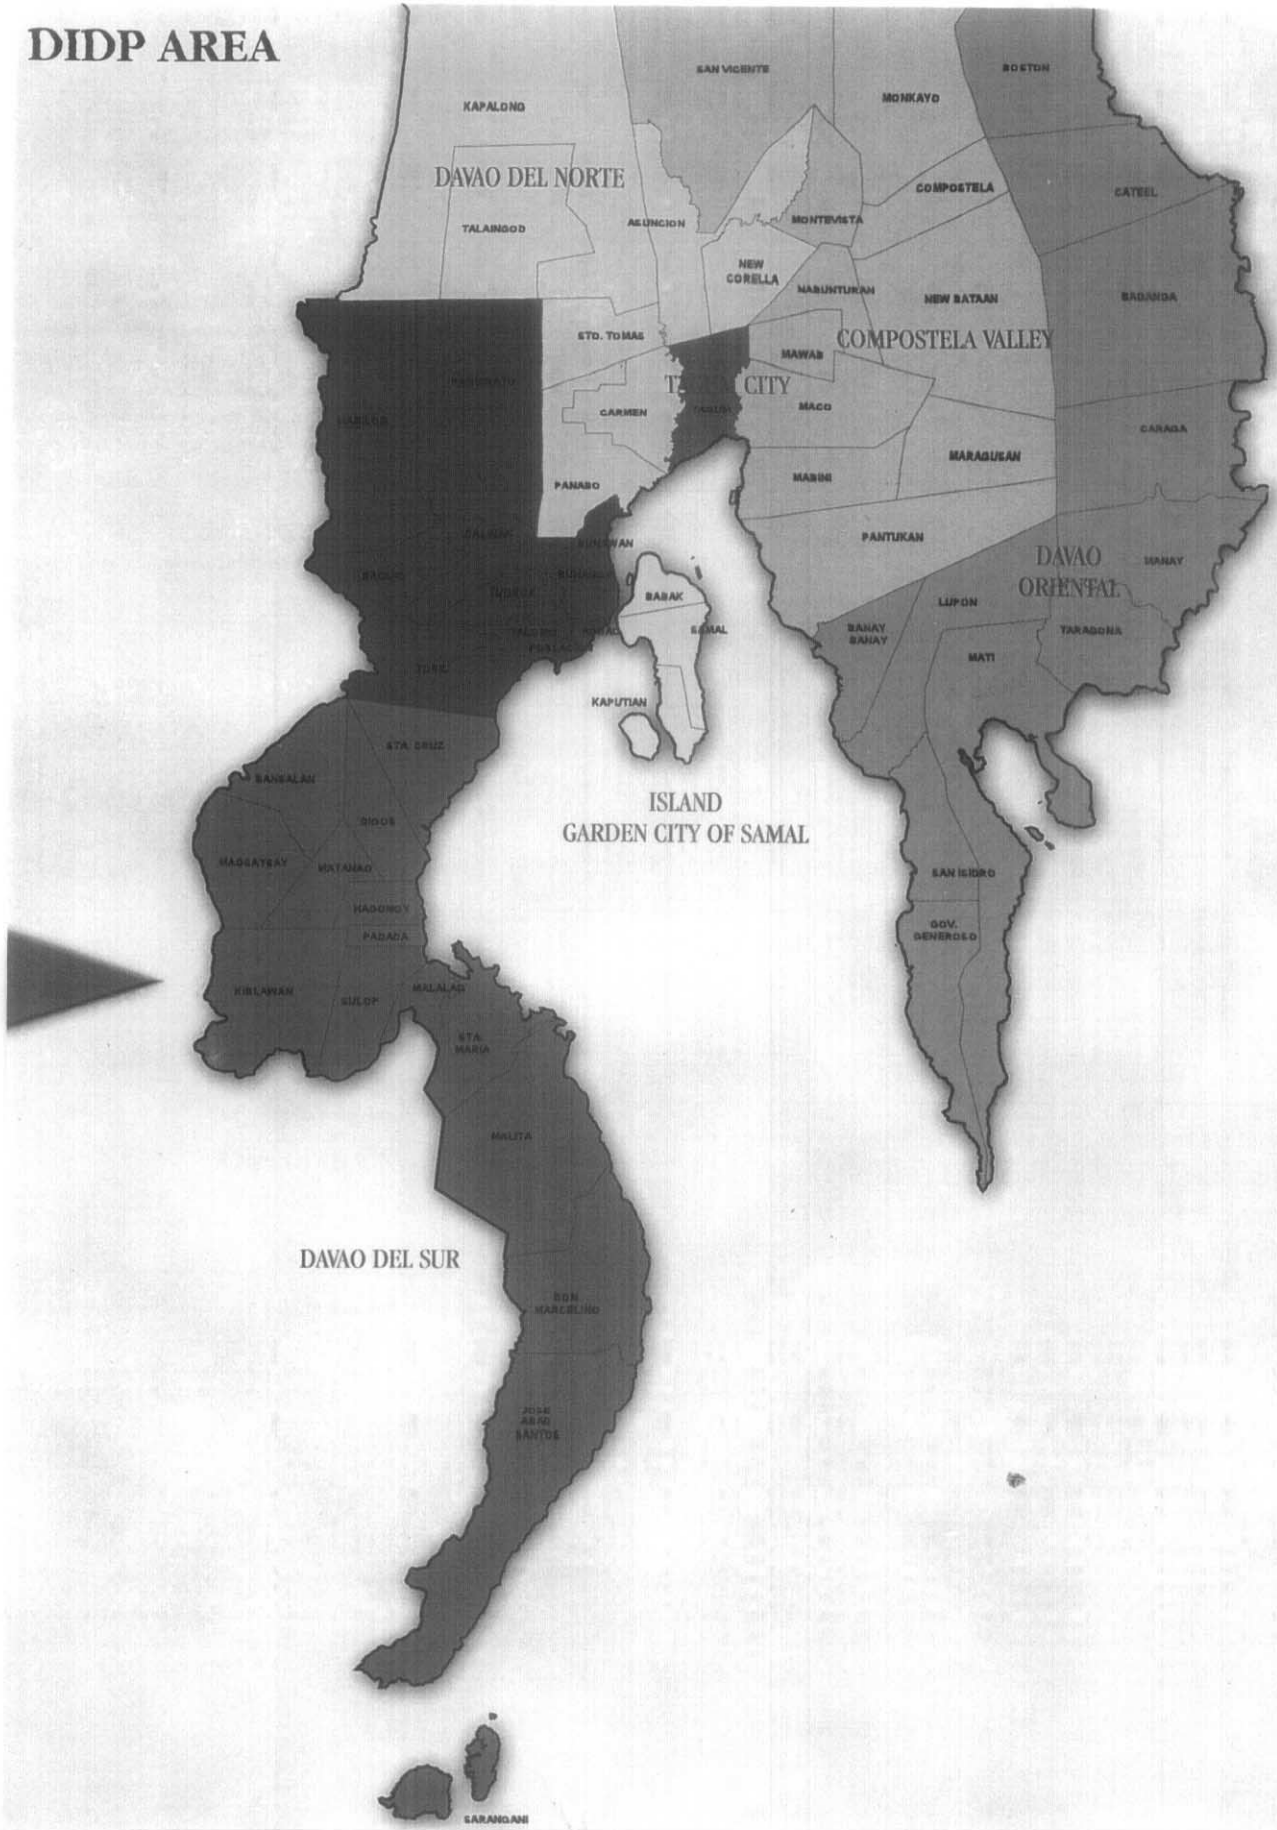 DIDP AREA
SAN VICENTE
BOSTON
MONKAYO
KAPALONG
DAVAO DEL NORTE
COMPOSTELA
CATEEL
ASUNCION
MONTEVISTA
TALAINGOD
NEW
CORELLA
NABUNTURAN
NEW BATAAN
BAGANGA
STO. TOMAS
COMPOSTELA VALLEY
MAWAB
CITY
MACO
CARMEN
CARAGA
MARAGUSAN
MABINI
PANABO
PANTUKAN
DAVAO
ORIENTAL
MANAY
BABAK
LUPON
BANAY
BANAY
TARAGONA
SAMAL
MATI
KAPUTIAN
STA. CRUZ
BANSALAN
ISLAND
GARDEN CITY OF SAMAL
MAGSAYSAY
MATANAO
SAN ISIDRO
HAGONOY
PADADA
GOV.
GENEROSO
KIBLAWAN
SULOP
MALALAG
STA.
MARIA
MALITA
DAVAO DEL SUR
DON
MARCELINO
JOSE
ABAD
SANTOS
SARANGANI